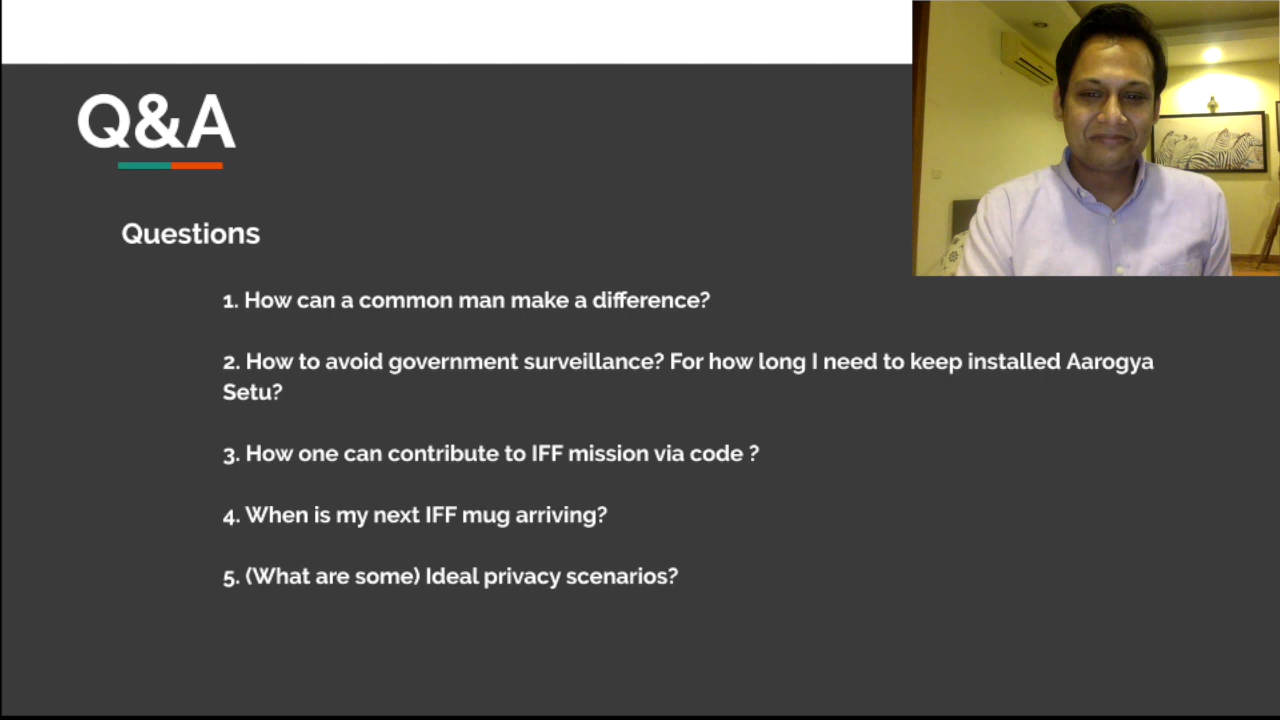 Q&A
Questions
1. How can a common man make a difference?
2. How to avoid government surveillance? For how long I need to keep installed Aarogya
Setu?
3. How one can contribute to IFF mission via code ?
4. When is my next IFF mug arriving?
5. (What are some) Ideal privacy scenarios?